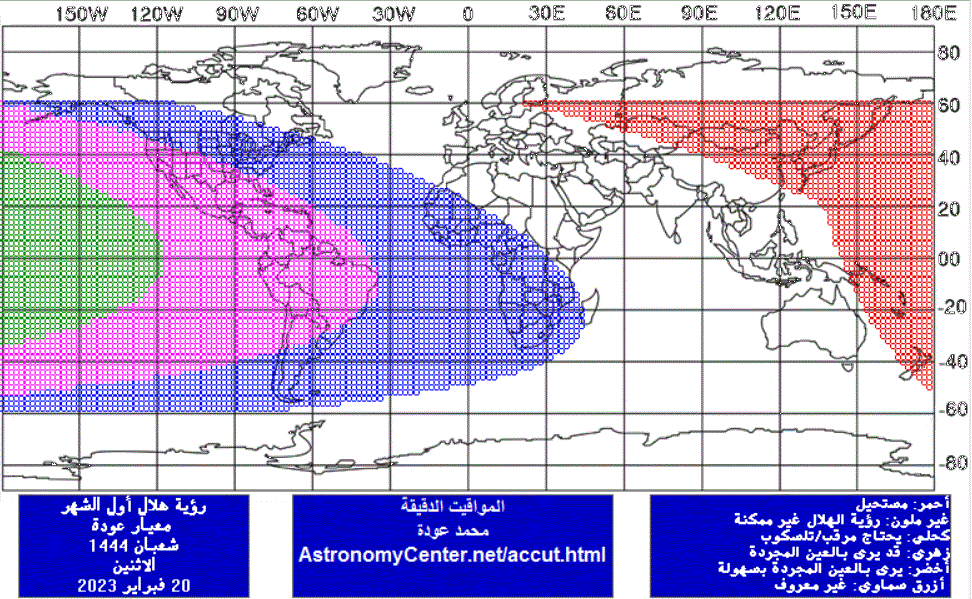 150W 120W 90W 60W 30W 0 30E 60E 90E 120E 150E 180E
80
60
40
20
00
-20
-40
-60
-80
رؤية هلال أول الشهر
معيار عودة
شعبان 1444
الاثنين
20 فبراير 2023
المواقيت الدقيقة
محمد عودة
AstronomyCenter.net/accut.html
أحمر: مستحيل
غير ملون: رؤية الهلال غير ممكنة
كحلي: يحتاج مرقب/تلسكوب
زهري: قد يرى بالعين المجردة
أخضر: يرى بالعين المجردة بسهولة
أزرق سماوي: غير معروف